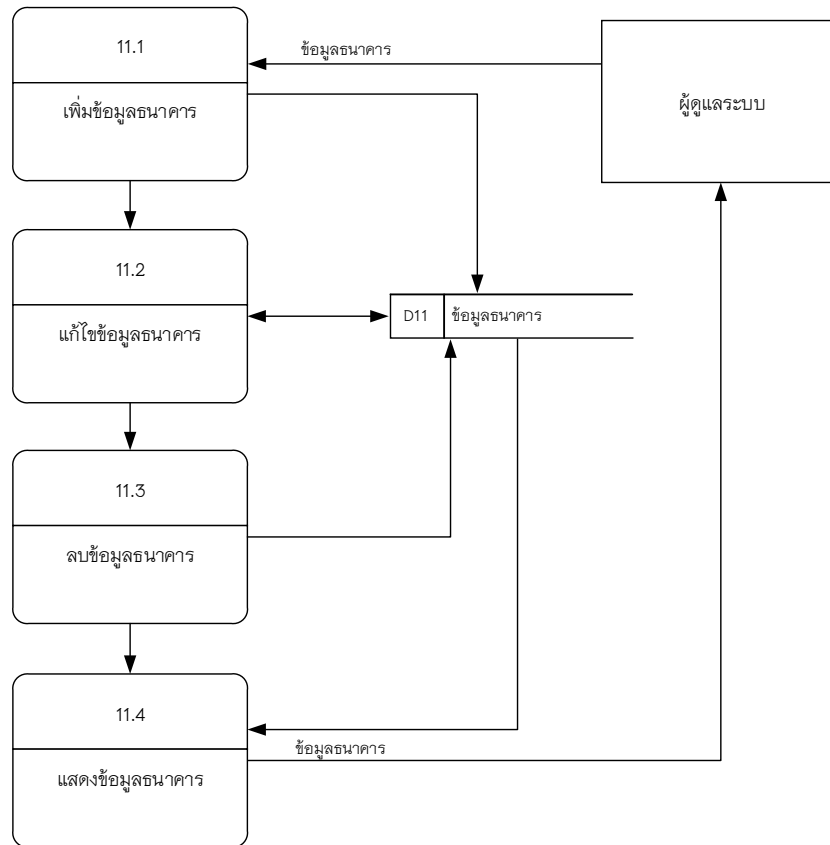 11.1
เพิ่มข้อมูลธนาคาร
ข้อมูลธนาคาร
ผู้ดูแลระบบ
11.2
แก้ไขข้อมูลธนาคาร
D11
ข้อมูลธนาคาร
11.3
ลบข้อมูลธนาคาร
11.4
แสดงข้อมูลธนาคาร
ข้อมูลธนาคาร